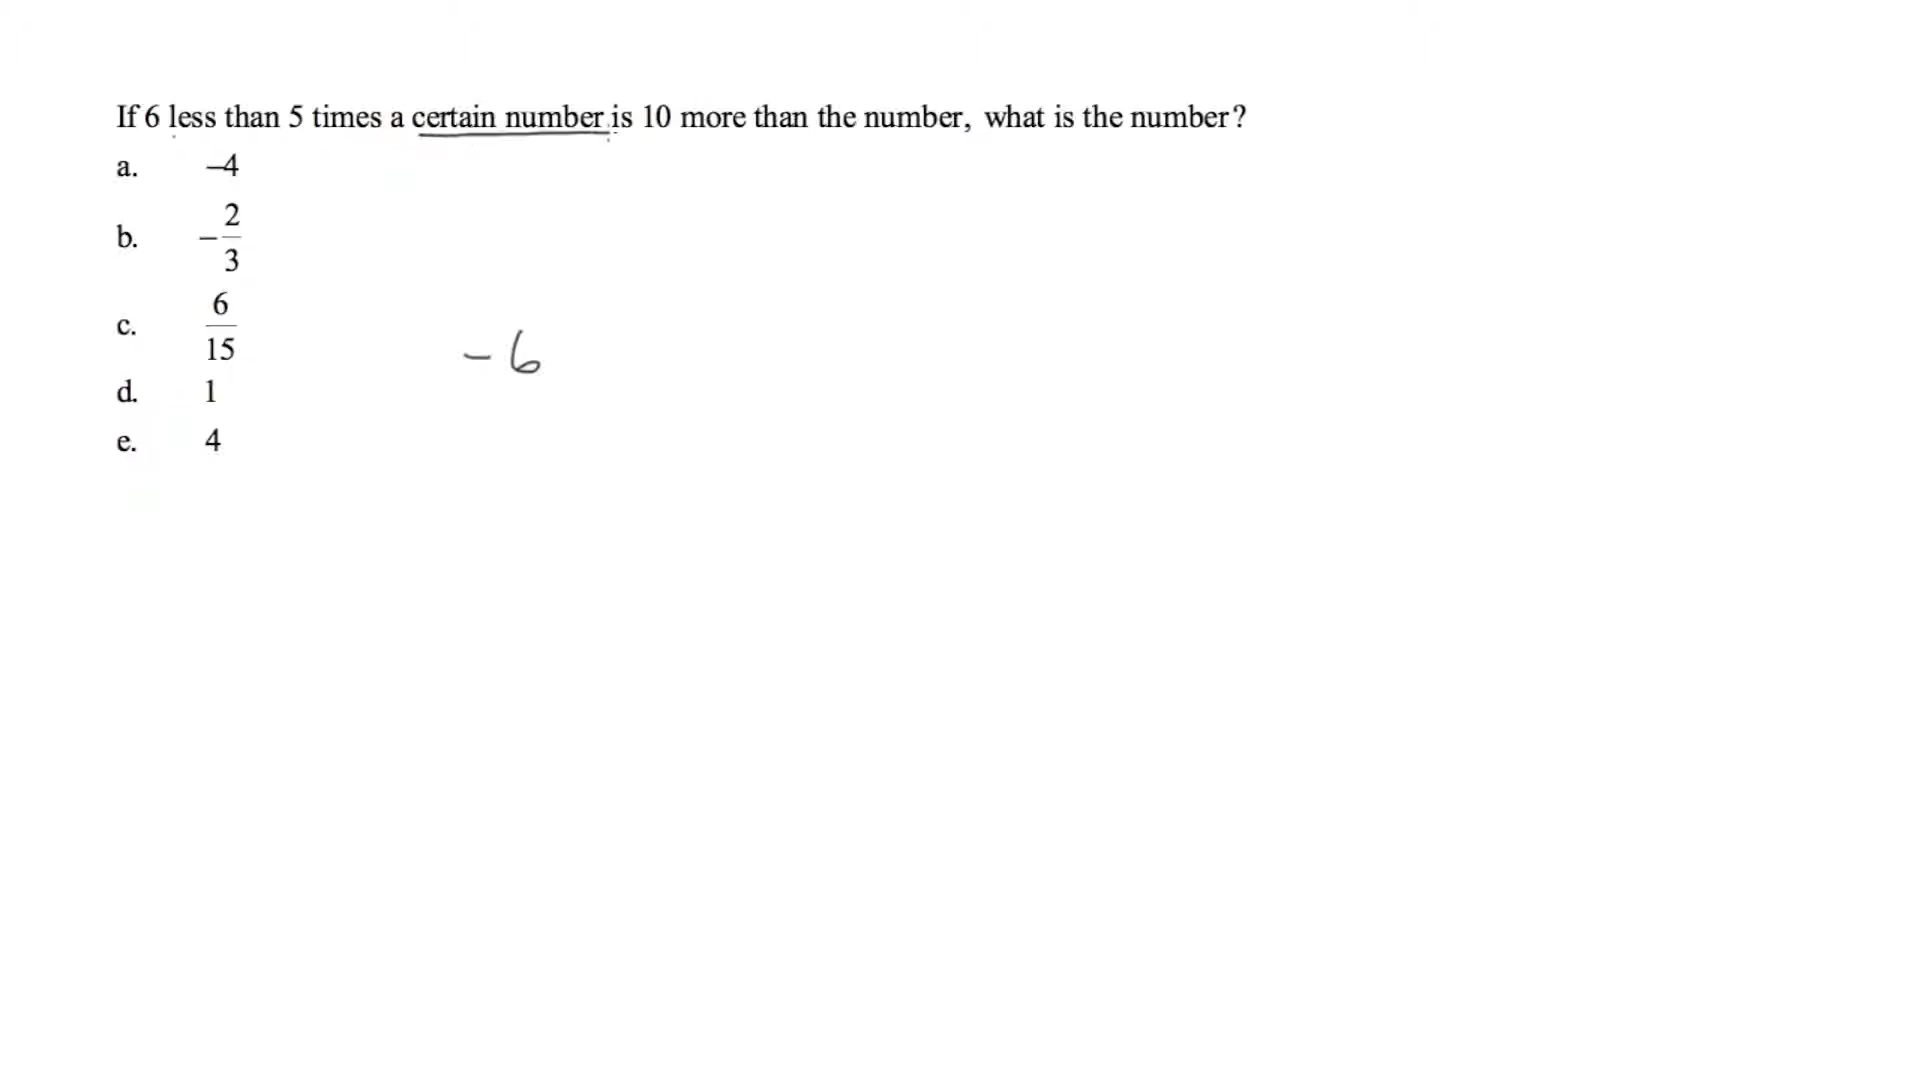 If 6 less than 5 times a certain number is 10 more than the number, what is the number?
a. –4
b. –2/3
c. 6/15
– 6
d. 1
e. 4